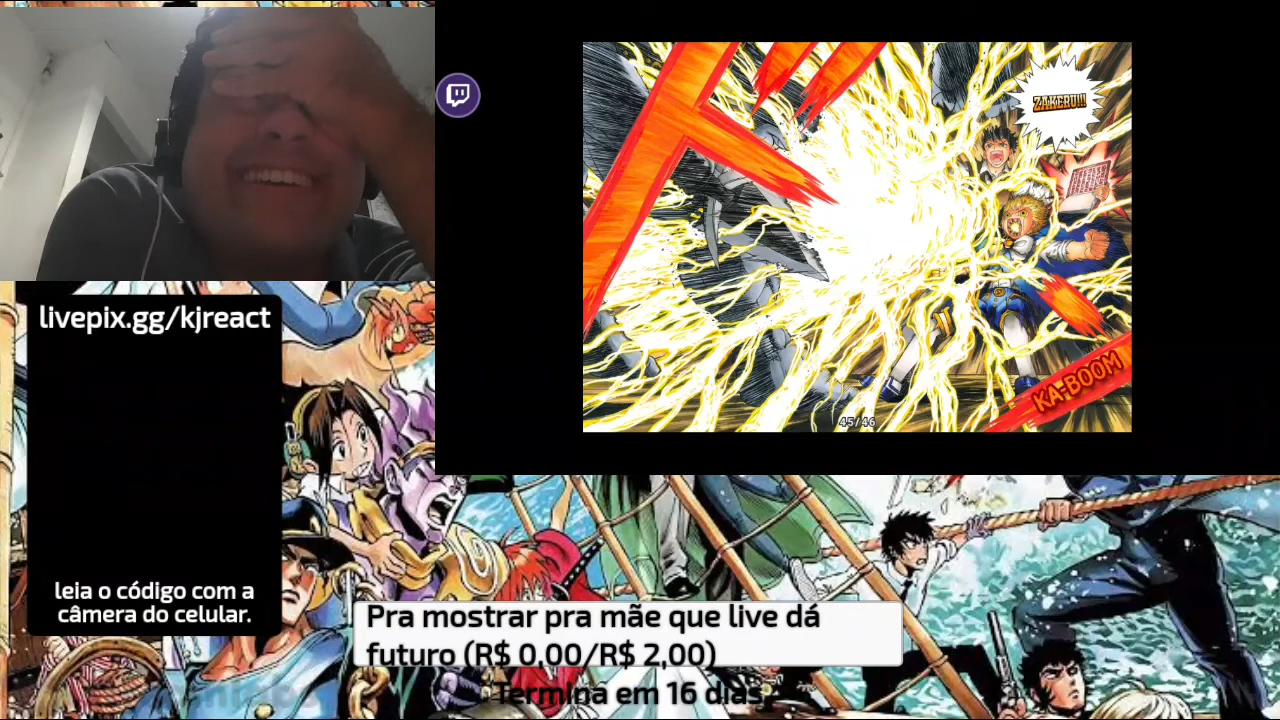 ZAKERU!!!
KA-BOOM
45/46
livepix.gg/kjreact
leia o código com a
câmera do celular.
Pra mostrar pra mãe que live dá
futuro (R$ 0,00/R$ 2,00)
Termina em 16 dias